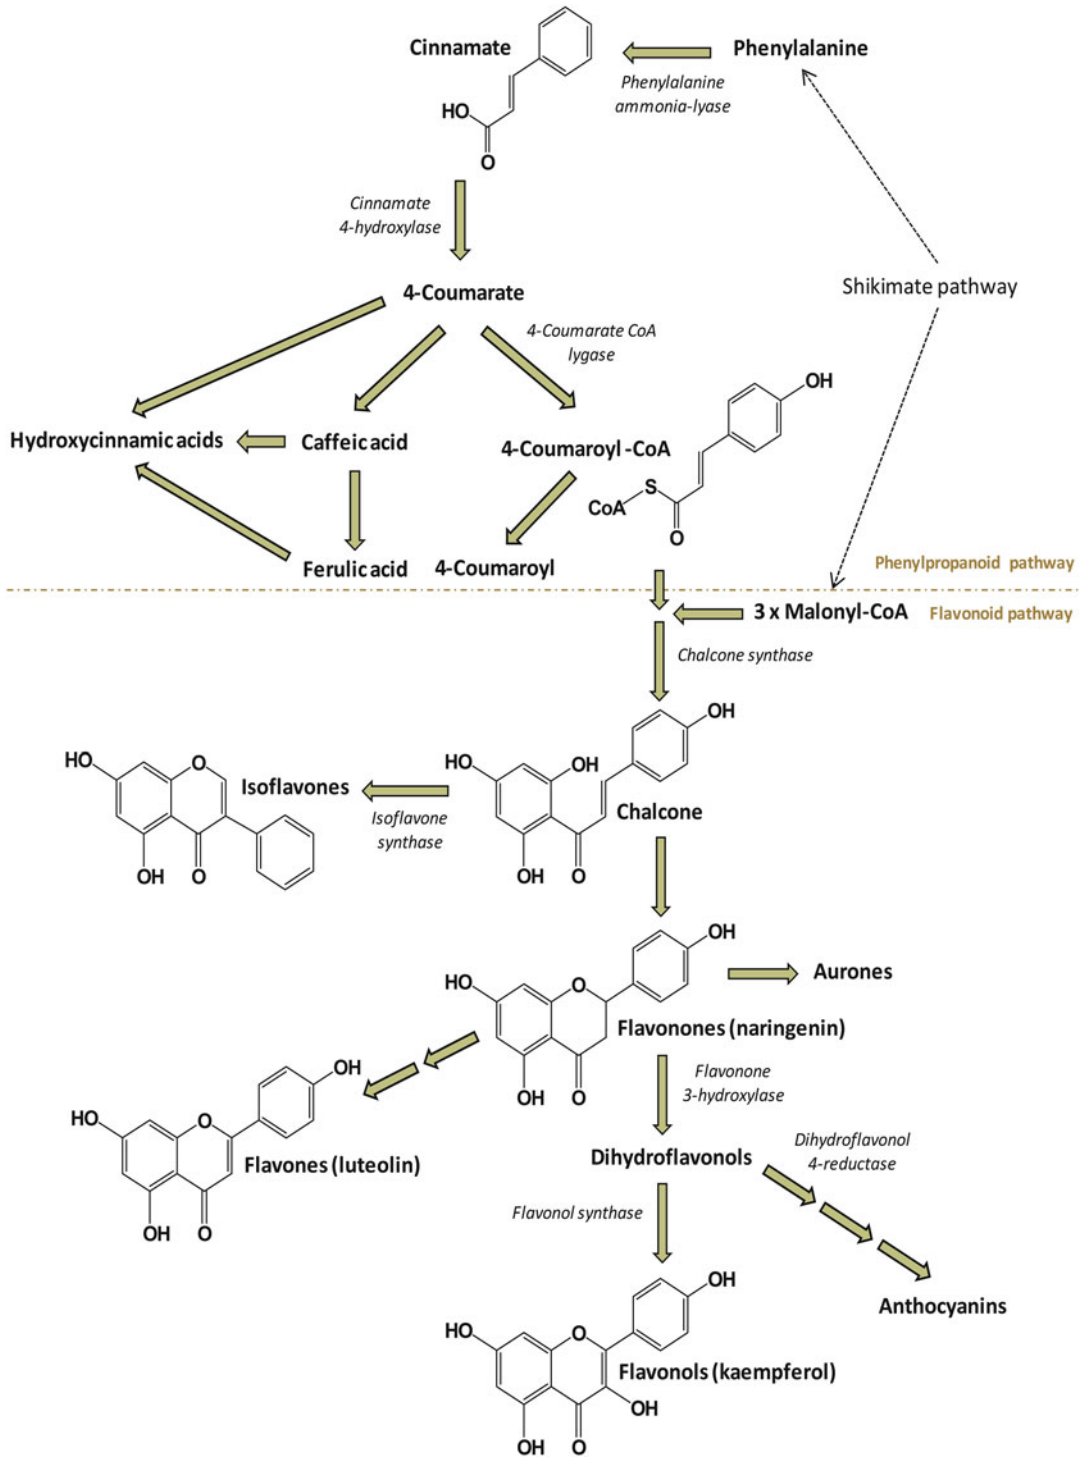 Cinnamate
Phenylalanine
Phenylalanine
ammonia-lyase
HO
O
Cinnamate
4-hydroxylase
Shikimate pathway
4-Coumarate
4-Coumarate CoA
lygase
OH
Hydroxycinnamic acids
Caffeic acid
4-Coumaroyl -CoA
S
CoA
O
Ferulic acid
4-Coumaroyl
Phenylpropanoid pathway
3 x Malonyl-CoA
Flavonoid pathway
Chalcone synthase
OH
HO
O
Isoflavones
OH
O
Isoflavone
synthase
HO
OH
Chalcone
OH
O
OH
HO
O
Aurones
Flavonones (naringenin)
OH
O
Flavonone
3-hydroxylase
OH
HO
O
Flavones (luteolin)
OH
O
Dihydroflavonols
Dihydroflavonol
4-reductase
Flavonol synthase
Anthocyanins
OH
HO
O
Flavonols (kaempferol)
OH
OH
O